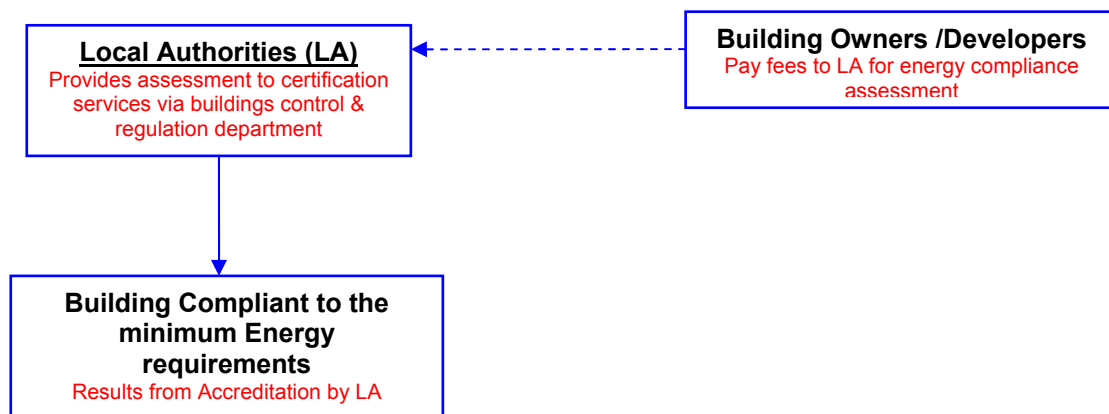 Local Authorities (LA)
Provides assessment to certification
services via buildings control &
regulation department
Building Owners /Developers
Pay fees to LA for energy compliance
assessment
Building Compliant to the
minimum Energy
requirements
Results from Accreditation by LA